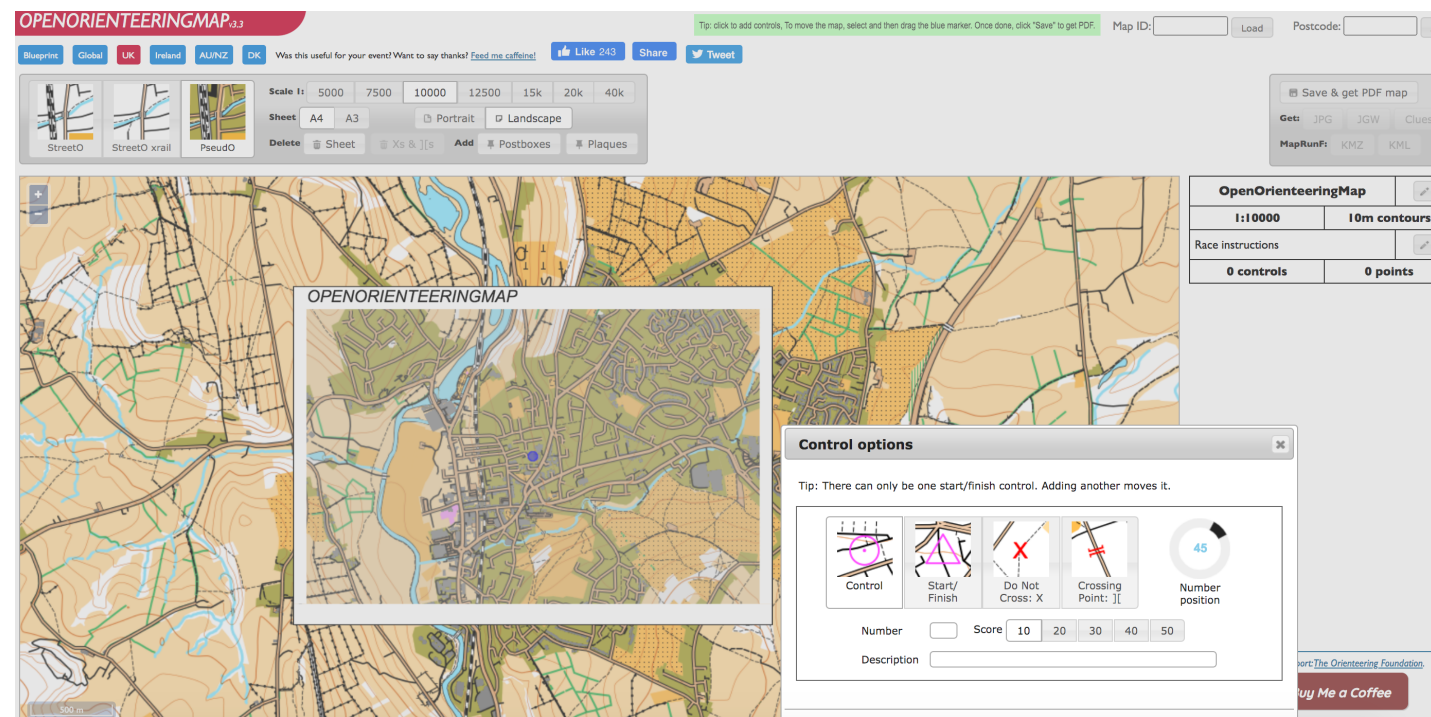 OPENORIENTEERINGMAP v3.3
Tip: click to add controls, To move the map, select and then drag the blue marker. Once done, click "Save" to get PDF.
Map ID:
Load
Postcode:
Blueprint
Global
UK
Ireland
AU/NZ
DK
Was this useful for your event? Want to say thanks? Feed me caffeine!
Like 243
Share
Tweet
StreetO
StreetO xrail
PseudO
Scale 1: 5000 7500 10000 12500 15k 20k 40k
Sheet A4 A3 Portrait Landscape
Delete Sheet Xs & ][s Add Postboxes Plaques
Save & get PDF map
Get: JPG JGW Clues
MapRunF: KMZ KML
+
−
OpenOrienteeringMap
1:10000 10m contours
Race instructions
0 controls 0 points
OPENORIENTEERINGMAP
Control options
Tip: There can only be one start/finish control. Adding another moves it.
Control
Start/
Finish
Do Not
Cross: X
Crossing
Point: ][
45
Number
position
Number
Score 10 20 30 40 50
Description
500 m
port: The Orienteering Foundation.
Buy Me a Coffee